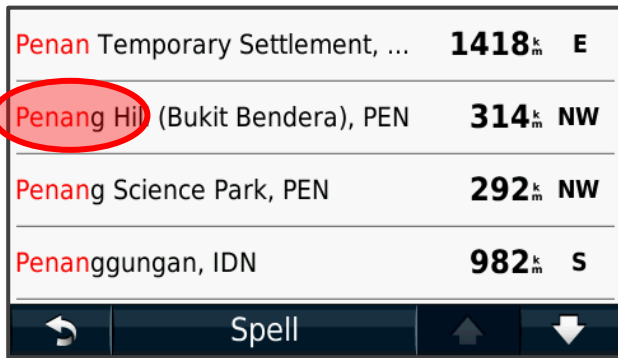 Penan Temporary Settlement, ... 1418 km E
Penang Hill (Bukit Bendera), PEN 314 km NW
Penang Science Park, PEN 292 km NW
Penanggungan, IDN 982 km S
Spell